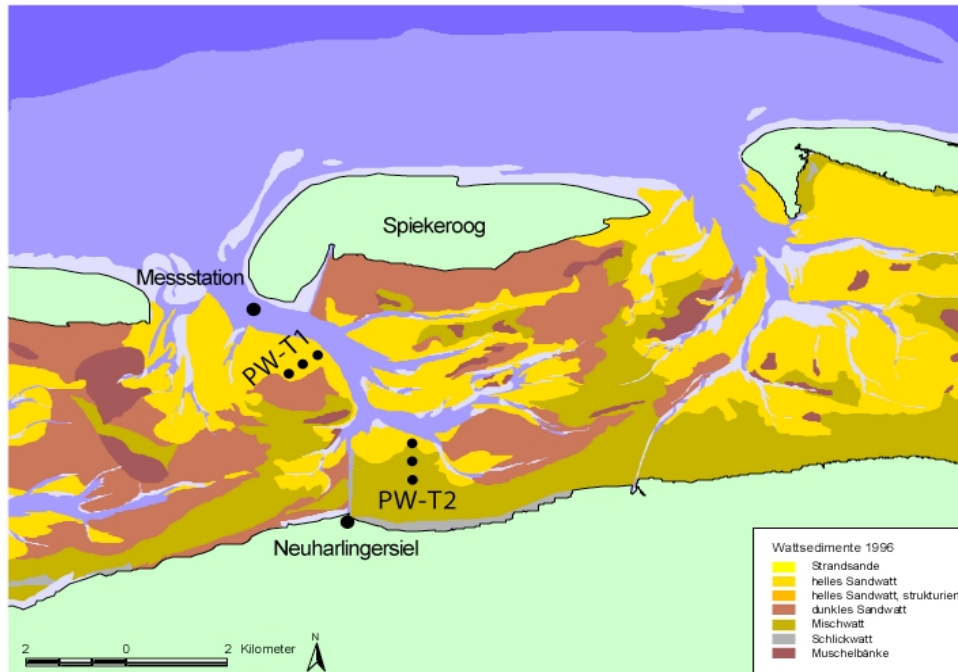 Spiekeroog
Messstation
PW-T1
PW-T2
Neuharlingersiel
Wattsedimente 1996
Strandsande
helles Sandwatt
helles Sandwatt, strukturiert
dunkles Sandwatt
Mischwatt
Schlickwatt
Muschelbänke
2 0 2 Kilometer
N